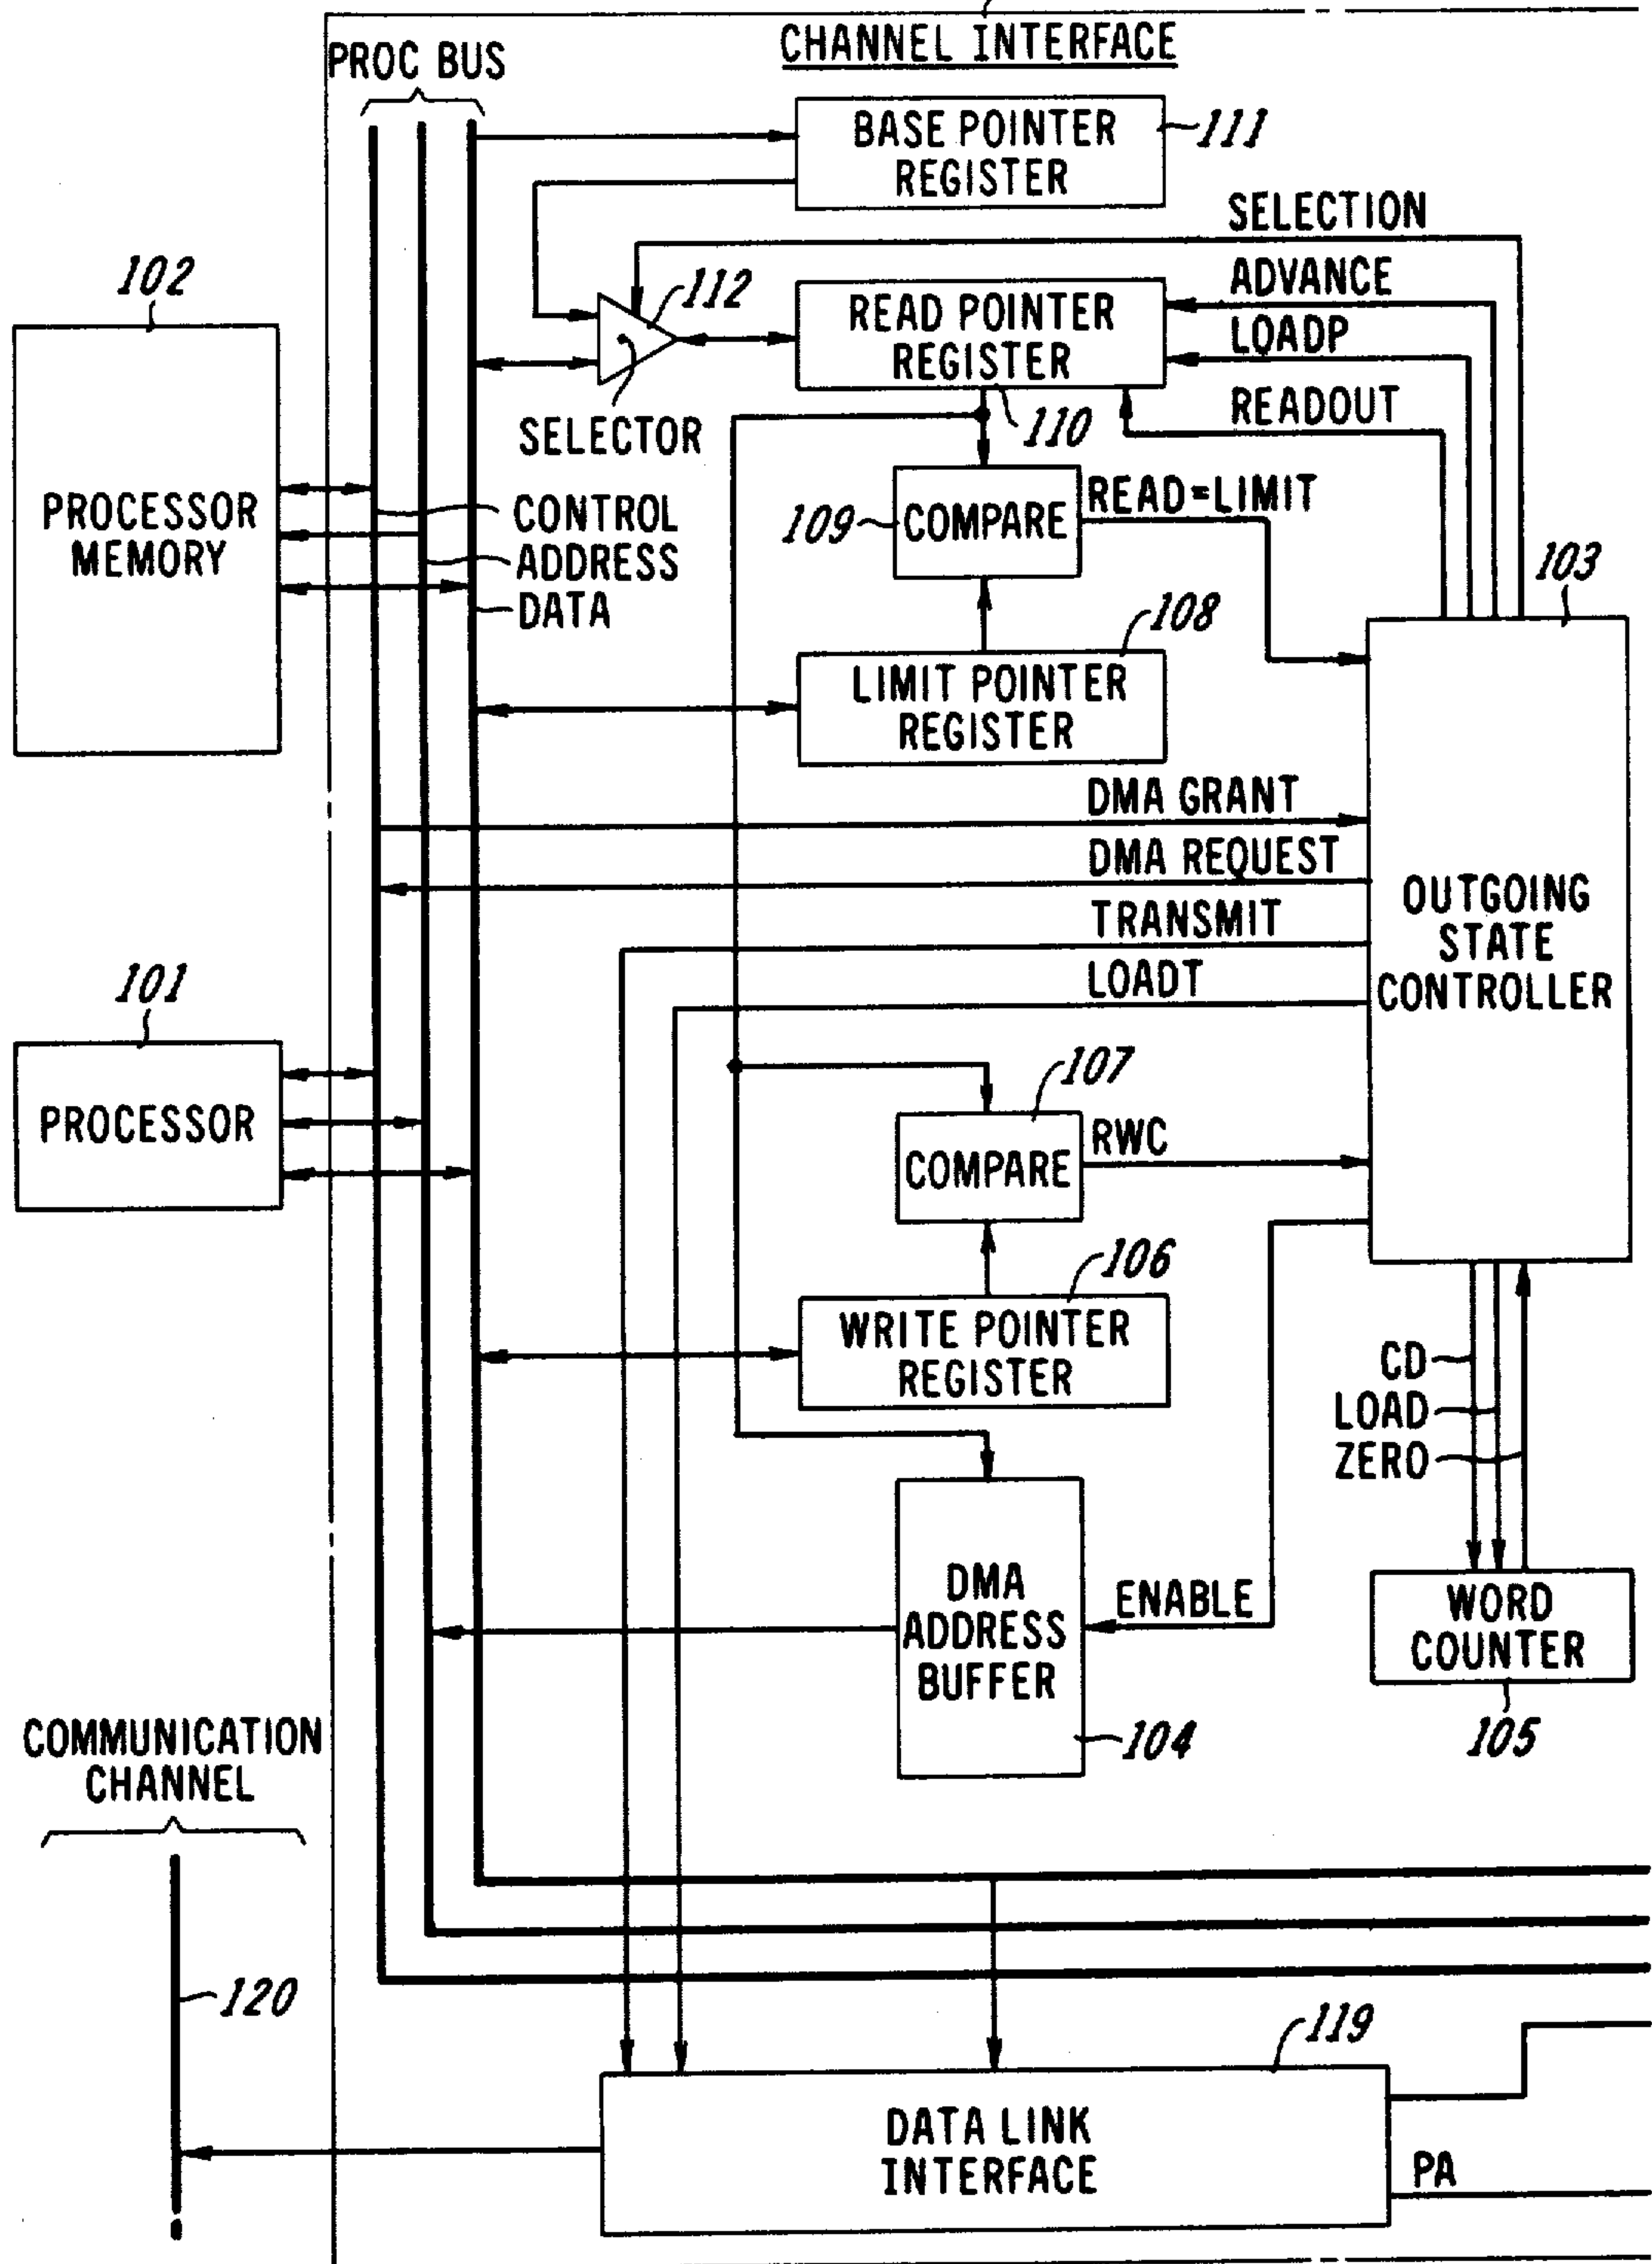 CHANNEL INTERFACE
PROC BUS
BASE POINTER
REGISTER
111
SELECTION
102
112
READ POINTER
REGISTER
ADVANCE
LOADP
READOUT
SELECTOR
110
PROCESSOR
MEMORY
CONTROL
ADDRESS
DATA
109
COMPARE
READ=LIMIT
103
108
LIMIT POINTER
REGISTER
DMA GRANT
DMA REQUEST
TRANSMIT
LOADT
OUTGOING
STATE
CONTROLLER
101
PROCESSOR
107
COMPARE
RWC
106
WRITE POINTER
REGISTER
CD
LOAD
ZERO
DMA
ADDRESS
BUFFER
ENABLE
WORD
COUNTER
104
105
COMMUNICATION
CHANNEL
120
119
DATA LINK
INTERFACE
PA